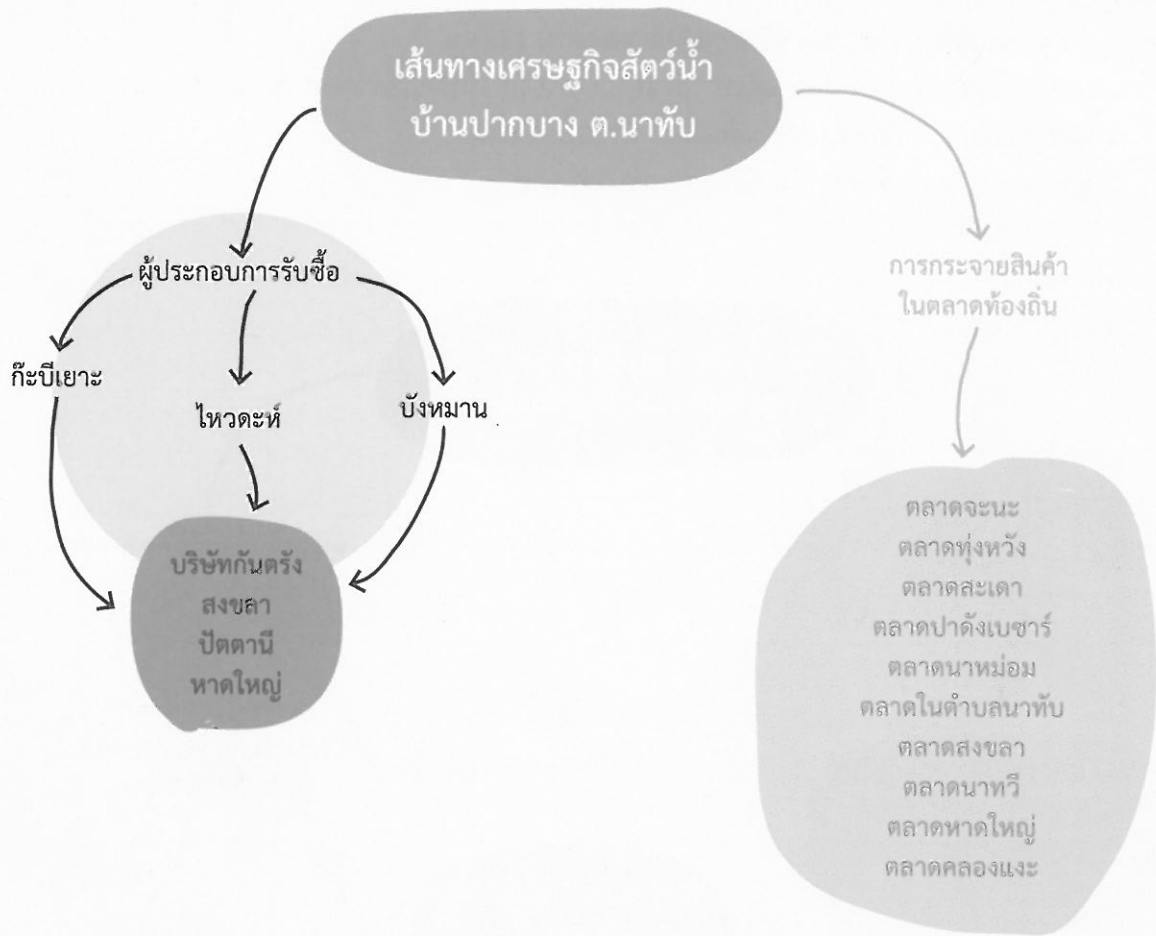 เส้นทางเศรษฐกิจสัตว์น้ำ
บ้านปากบาง ต.นาทับ
ผู้ประกอบการรับซื้อ
ก๊ะบีเยาะ
ไหวดะห์
บังหมาน
บริษัทกันตรัง
สงขลา
ปัตตานี
หาดใหญ่
การกระจายสินค้า
ในตลาดท้องถิ่น
ตลาดจะนะ
ตลาดทุ่งหวัง
ตลาดสะเดา
ตลาดปาดังเบซาร์
ตลาดนาหม่อม
ตลาดในตำบลนาทับ
ตลาดสงขลา
ตลาดนาทวี
ตลาดหาดใหญ่
ตลาดคลองแงะ